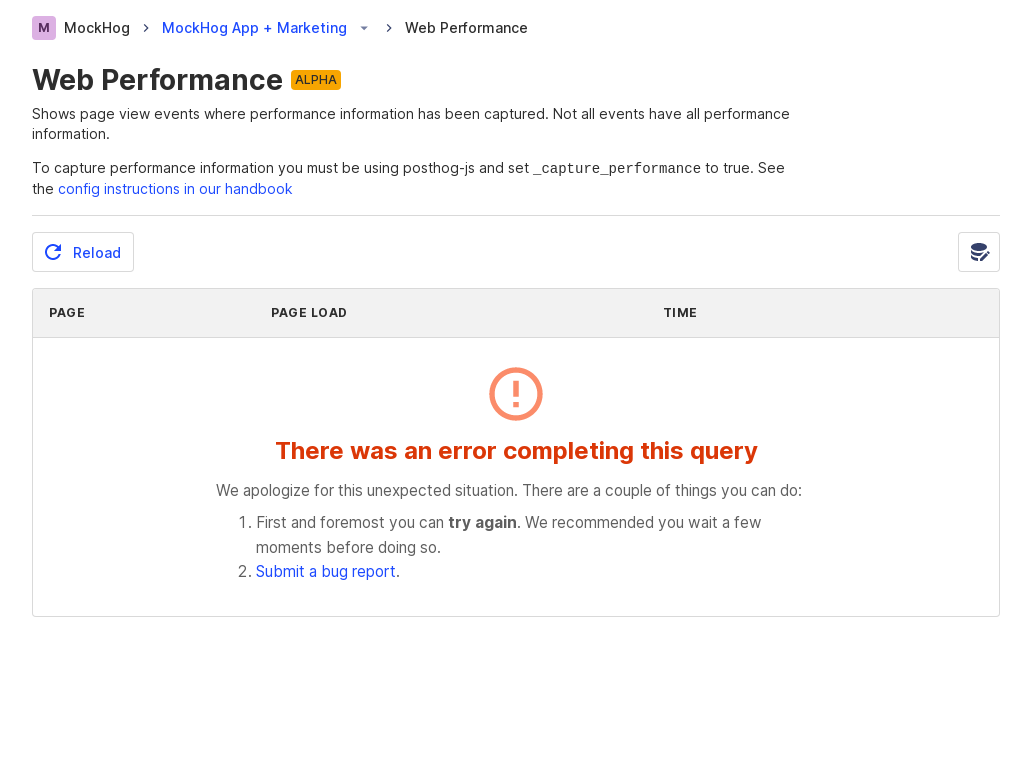 M MockHog MockHog App + Marketing Web Performance
Web Performance ALPHA
Shows page view events where performance information has been captured. Not all events have all performance
information.
To capture performance information you must be using posthog-js and set _capture_performance to true. See
the config instructions in our handbook
Reload
PAGE PAGE LOAD TIME
There was an error completing this query
We apologize for this unexpected situation. There are a couple of things you can do:
1. First and foremost you can try again. We recommended you wait a few
moments before doing so.
2. Submit a bug report.